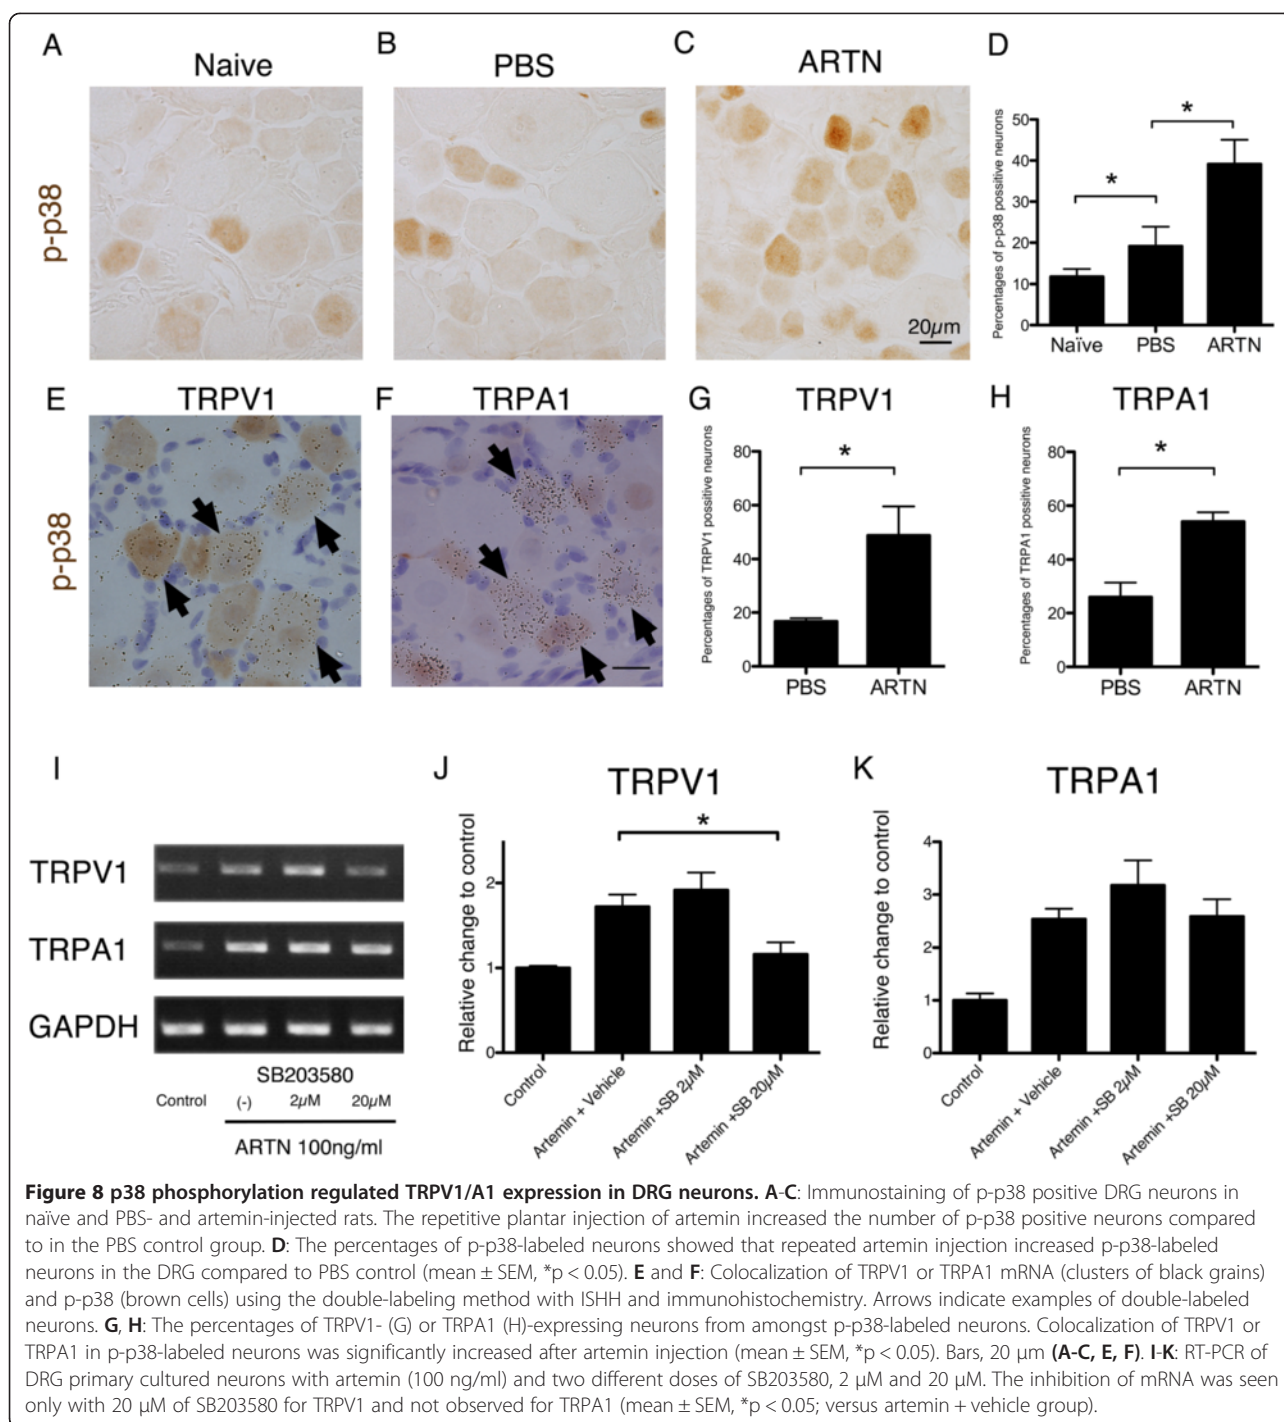 A
Naive
B
PBS
C
ARTN
D
p-p38
20µm
Percentages of p-p38 possitive neurons
50
40
30
20
10
0
*
*
Naïve
PBS
ARTN
E
TRPV1
F
TRPA1
G
TRPV1
H
TRPA1
p-p38
Percentages of TRPV1 possitive neurons
80
60
40
20
0
*
PBS
ARTN
Percentages of TRPA1 possitive neurons
80
60
40
20
0
*
PBS
ARTN
I
TRPV1
TRPA1
GAPDH
SB203580
Control
(-)
2µM
20µM
ARTN 100ng/ml
J
TRPV1
Relative change to control
2
1
0
*
Control
Artemin + Vehicle
Artemin +SB 2µM
Artemin +SB 20µM
K
TRPA1
Relative change to control
4
3
2
1
0
Control
Artemin + Vehicle
Artemin +SB 2µM
Artemin +SB 20µM
Figure 8 p38 phosphorylation regulated TRPV1/A1 expression in DRG neurons. A-C: Immunostaining of p-p38 positive DRG neurons in
naïve and PBS- and artemin-injected rats. The repetitive plantar injection of artemin increased the number of p-p38 positive neurons compared
to in the PBS control group. D: The percentages of p-p38-labeled neurons showed that repeated artemin injection increased p-p38-labeled
neurons in the DRG compared to PBS control (mean ± SEM, *p < 0.05). E and F: Colocalization of TRPV1 or TRPA1 mRNA (clusters of black grains)
and p-p38 (brown cells) using the double-labeling method with ISHH and immunohistochemistry. Arrows indicate examples of double-labeled
neurons. G, H: The percentages of TRPV1- (G) or TRPA1 (H)-expressing neurons from amongst p-p38-labeled neurons. Colocalization of TRPV1 or
TRPA1 in p-p38-labeled neurons was significantly increased after artemin injection (mean ± SEM, *p < 0.05). Bars, 20 µm (A-C, E, F). I-K: RT-PCR of
DRG primary cultured neurons with artemin (100 ng/ml) and two different doses of SB203580, 2 µM and 20 µM. The inhibition of mRNA was seen
only with 20 µM of SB203580 for TRPV1 and not observed for TRPA1 (mean ± SEM, *p < 0.05; versus artemin + vehicle group).